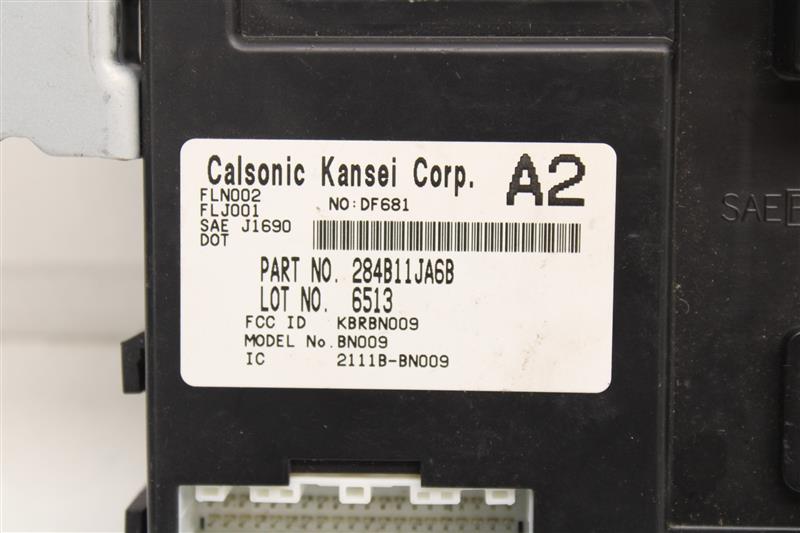 Calsonic Kansei Corp. A2
FLN002
FLJ001
NO:DF681
SAE J1690
DOT
PART NO. 284B11JA6B
LOT NO. 6513
FCC ID KBRBN009
MODEL No. BN009
IC 2111B-BN009
SAE